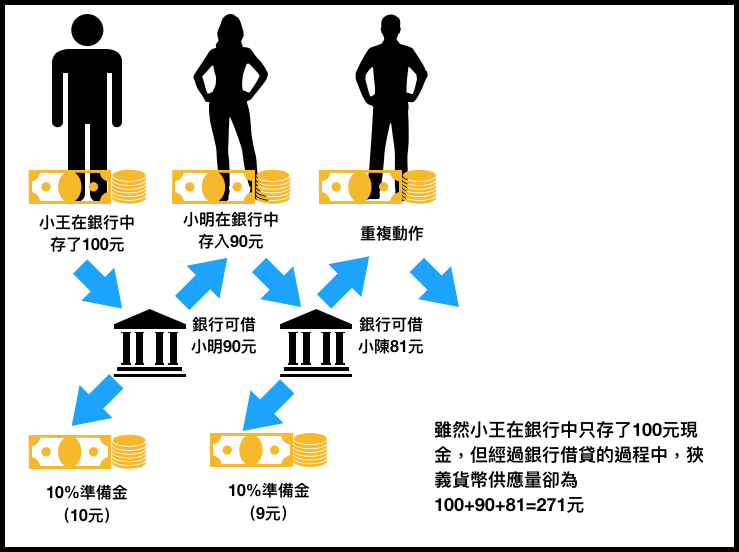 小王在銀行中
存了100元
小明在銀行中
存入90元
重複動作
銀行可借
小明90元
銀行可借
小陳81元
10%準備金
（10元）
10%準備金
（9元）
雖然小王在銀行中只存了100元現
金，但經過銀行借貸的過程中，狹
義貨幣供應量卻為
100+90+81=271元